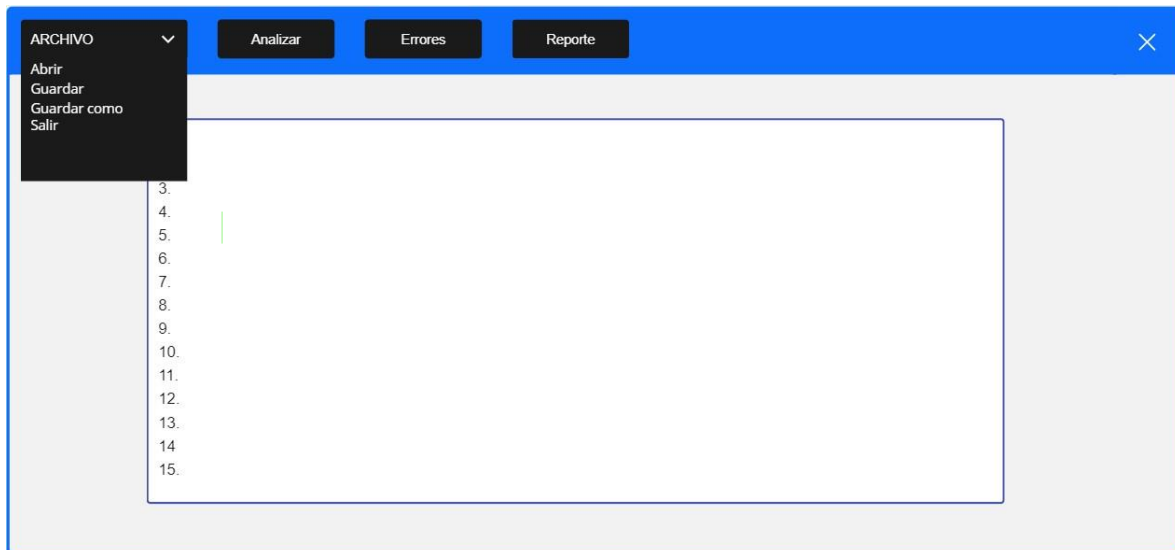 ARCHIVO
Analizar
Errores
Reporte
Abrir
Guardar
Guardar como
Salir
3.
4.
5.
6.
7.
8.
9.
10.
11.
12.
13.
14
15.